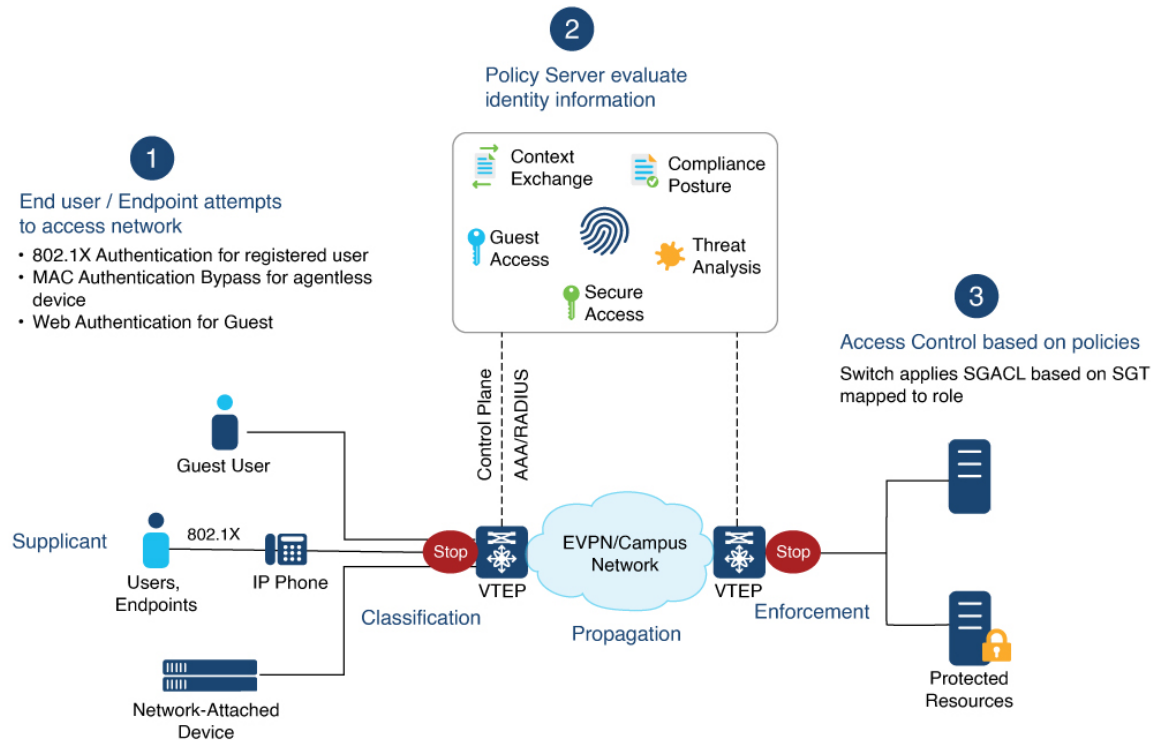 2
Policy Server evaluate
identity information
1
End user / Endpoint attempts
to access network
• 802.1X Authentication for registered user
• MAC Authentication Bypass for agentless
device
• Web Authentication for Guest
Context
Exchange
Compliance
Posture
Guest
Access
Threat
Analysis
Secure
Access
3
Access Control based on policies
Switch applies SGACL based on SGT
mapped to role
Control Plane
AAA/RADIUS
Guest User
Supplicant
802.1X
Users,
Endpoints
IP Phone
Stop
VTEP
EVPN/Campus
Network
VTEP
Stop
Classification
Propagation
Enforcement
Network-Attached
Device
Protected
Resources